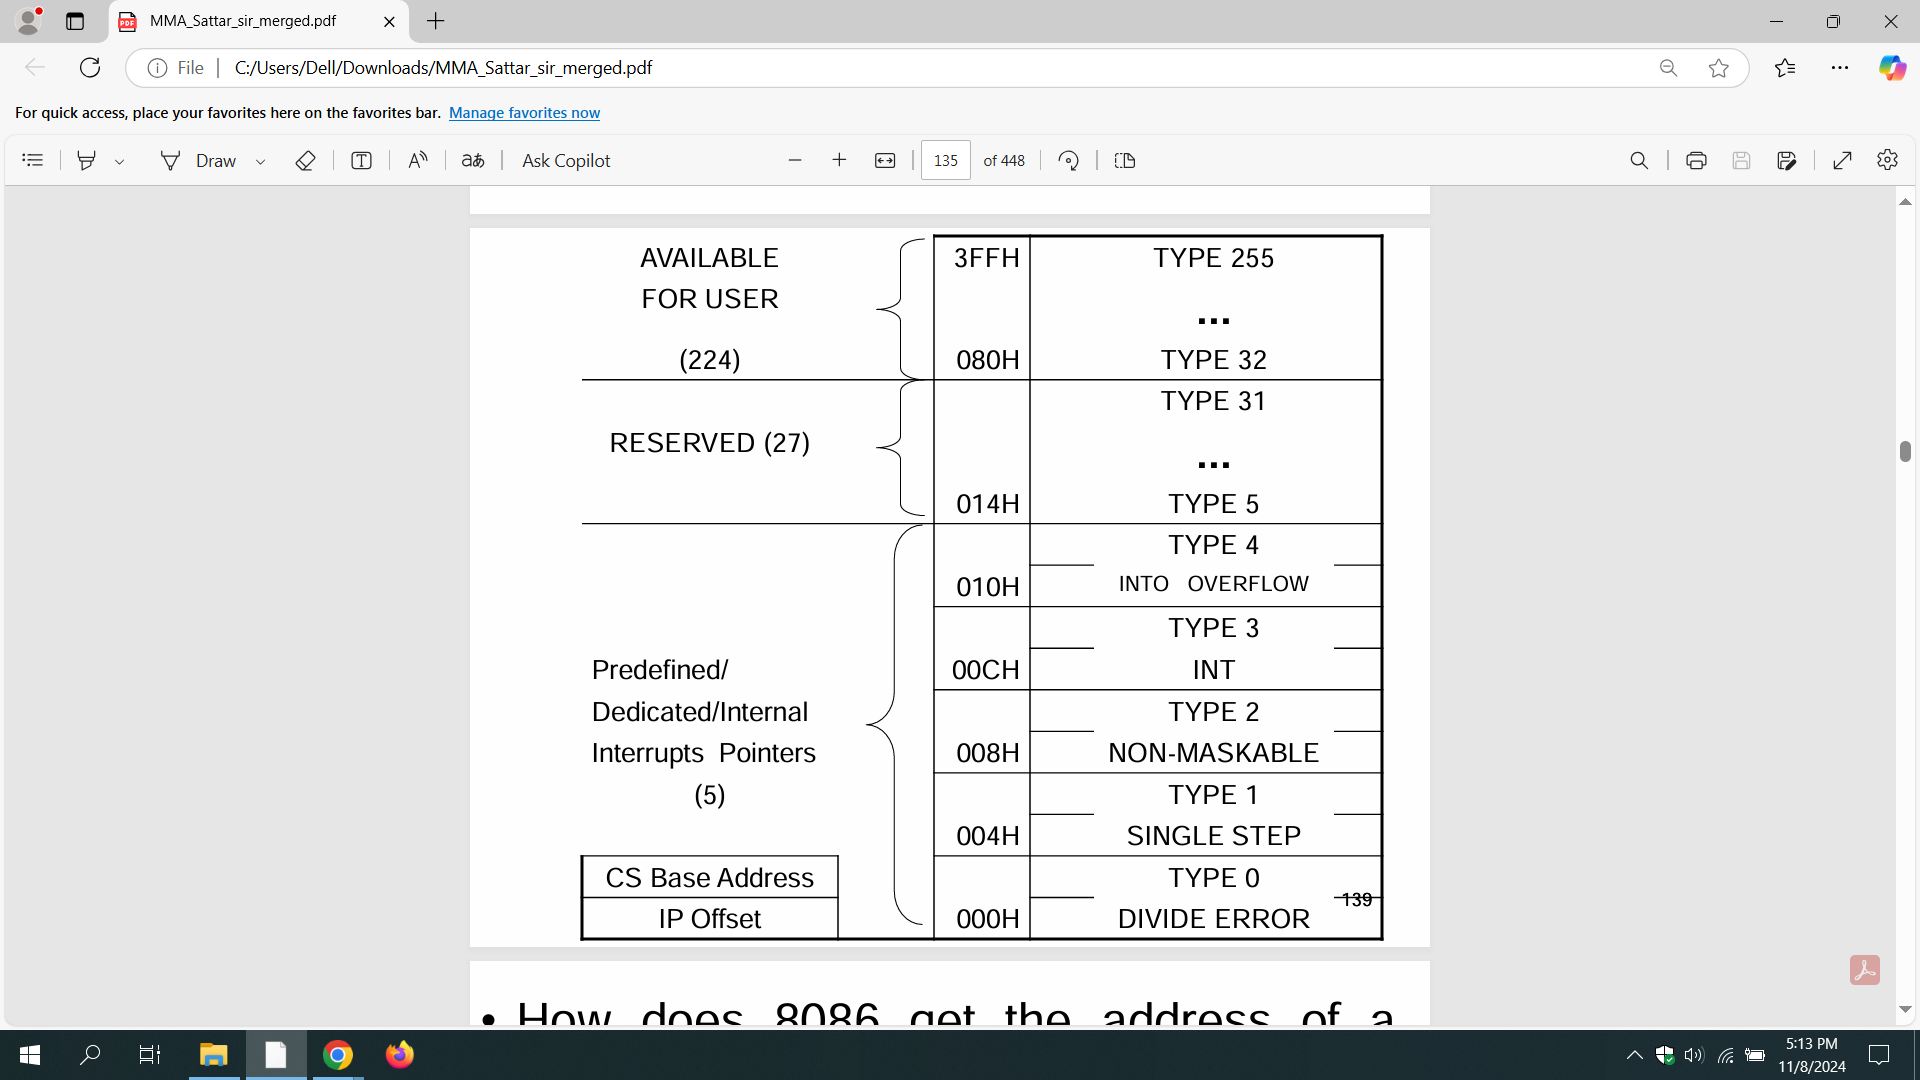 MMA_Sattar_sir_merged.pdf
File
C:/Users/Dell/Downloads/MMA_Sattar_sir_merged.pdf
For quick access, place your favorites here on the favorites bar. Manage favorites now
Draw
aあ
Ask Copilot
135 of 448
AVAILABLE
FOR USER
(224)
3FFH
TYPE 255
...
080H
TYPE 32
RESERVED (27)
TYPE 31
...
014H
TYPE 5
Predefined/
Dedicated/Internal
Interrupts Pointers
(5)
TYPE 4
010H
INTO OVERFLOW
TYPE 3
00CH
INT
TYPE 2
008H
NON-MASKABLE
TYPE 1
004H
SINGLE STEP
CS Base Address
IP Offset
TYPE 0
000H
DIVIDE ERROR
139
• How does 8086 get the address of a
5:13 PM
11/8/2024